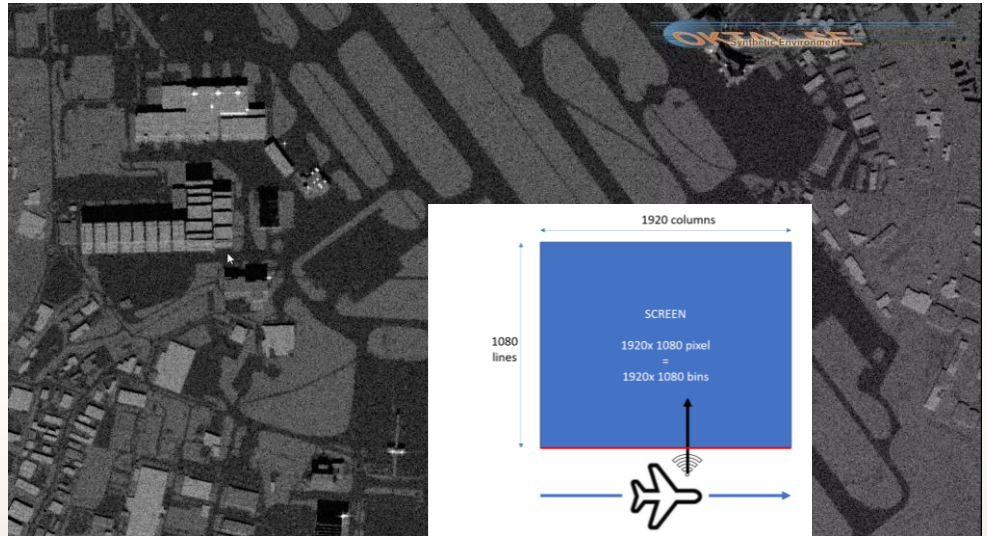 OKTAL-SE
Synthetic Environment
1920 columns
1080
lines
SCREEN
1920x 1080 pixel
=
1920x 1080 bins